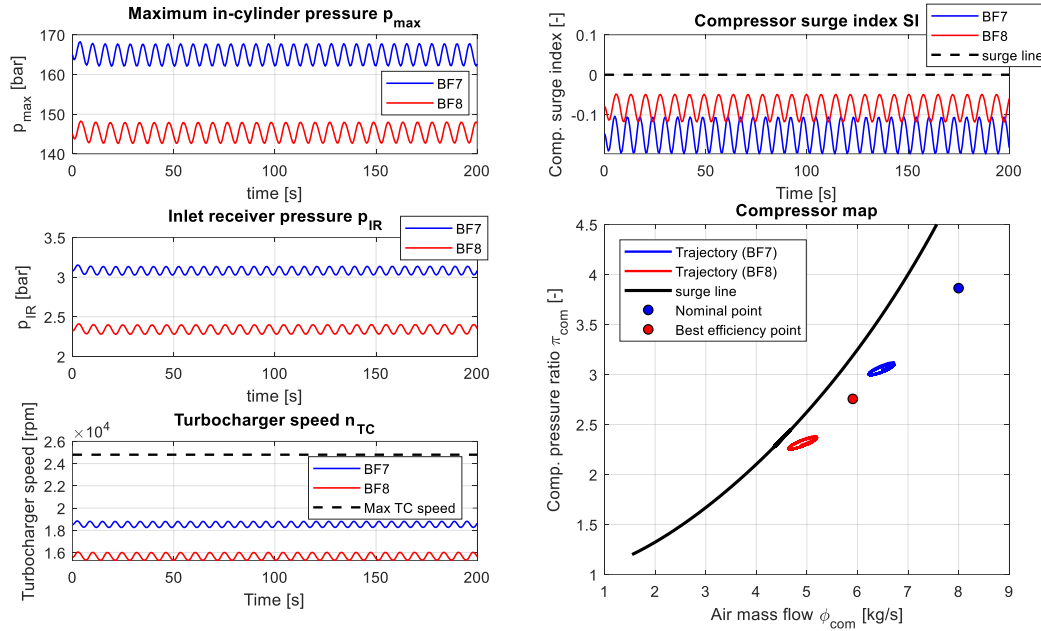 Maximum in-cylinder pressure p_max
p_max [bar]
170
160
150
140
BF7
BF8
0 50 100 150 200
time [s]
Inlet receiver pressure p_IR
p_IR [bar]
3.5
3
2.5
2
BF7
BF8
0 50 100 150 200
time [s]
Turbocharger speed n_TC
×10^4
Turbocharger speed [rpm]
2.6
2.4
2.2
2
1.8
1.6
BF7
BF8
Max TC speed
0 50 100 150 200
Time [s]
Compressor surge index SI
Comp. surge index [-]
0.1
0
-0.1
BF7
BF8
surge line
0 50 100 150 200
Time [s]
Compressor map
Comp. pressure ratio π_com [-]
4.5
4
3.5
3
2.5
2
1.5
1
Trajectory (BF7)
Trajectory (BF8)
surge line
Nominal point
Best efficiency point
1 2 3 4 5 6 7 8 9
Air mass flow ϕ_com [kg/s]